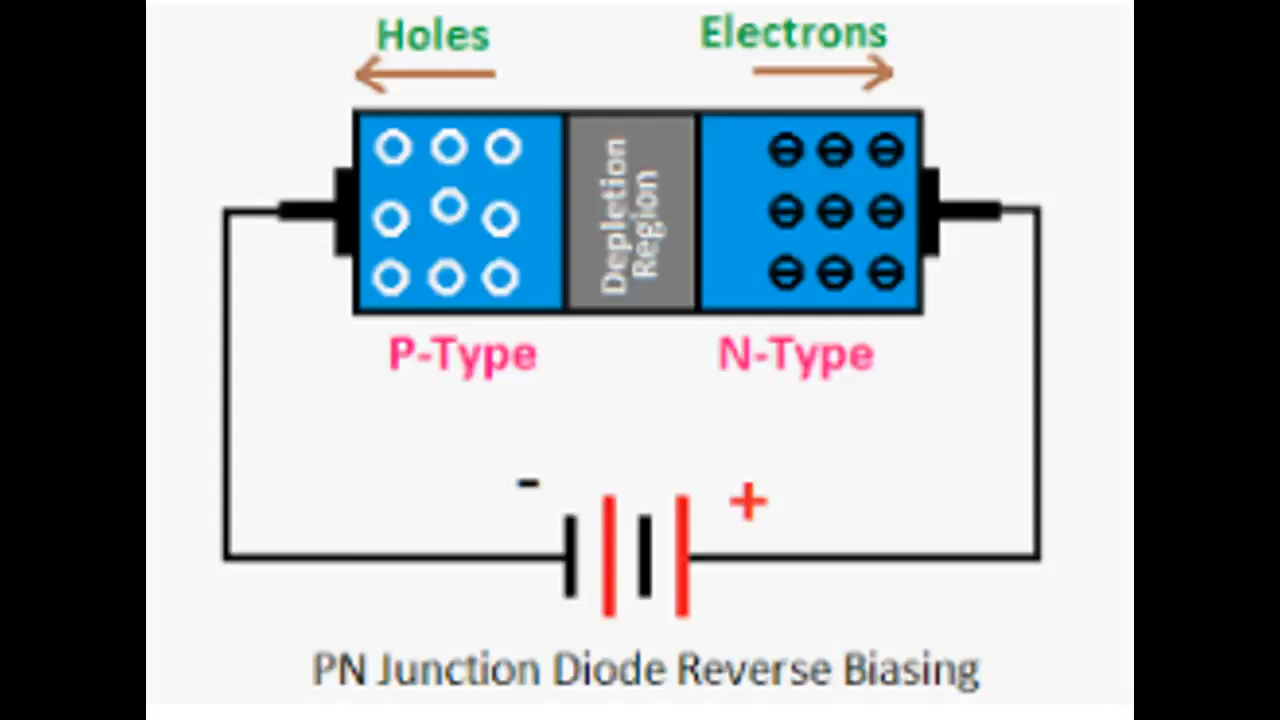 Holes
Electrons
Depletion
Region
P-Type
N-Type
-
+
PN Junction Diode Reverse Biasing